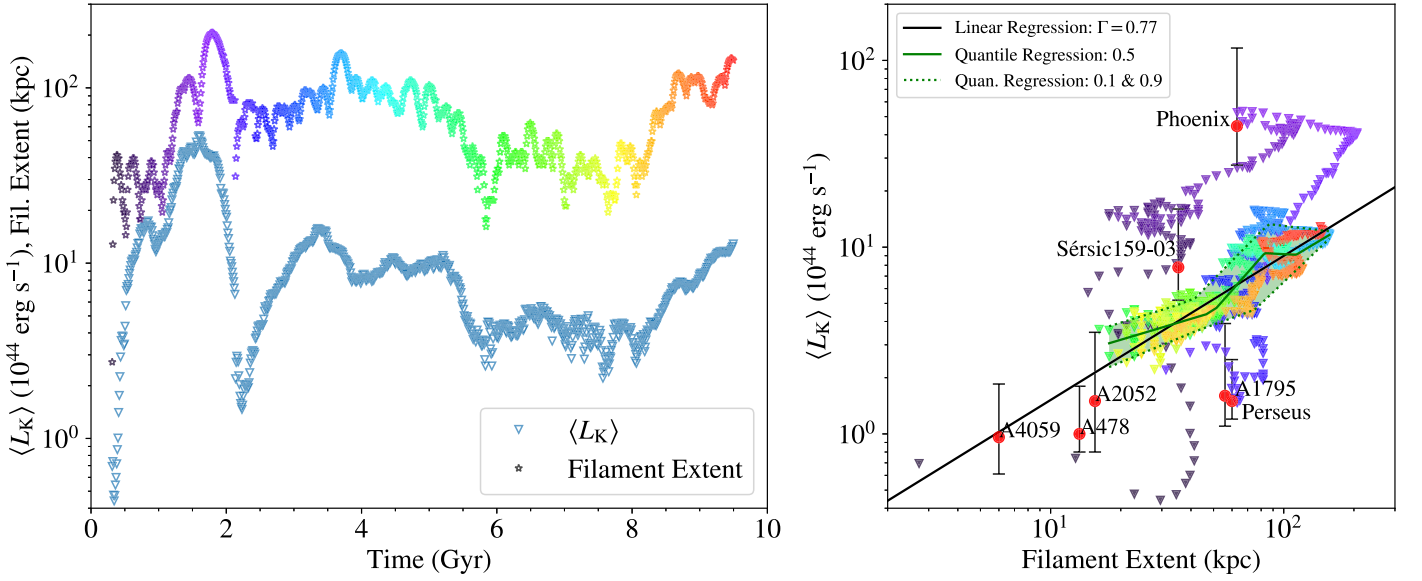 ⟨L_K⟩ (10^44 erg s^−1), Fil. Extent (kpc)
10^2
10^1
10^0
0
2
4
6
8
10
Time (Gyr)
⟨L_K⟩
Filament Extent
⟨L_K⟩ (10^44 erg s^−1)
10^2
10^1
10^0
10^1
10^2
Filament Extent (kpc)
Linear Regression: Γ = 0.77
Quantile Regression: 0.5
Quan. Regression: 0.1 & 0.9
Phoenix
Sérsic159-03
A2052
A1795
Perseus
A4059
A478